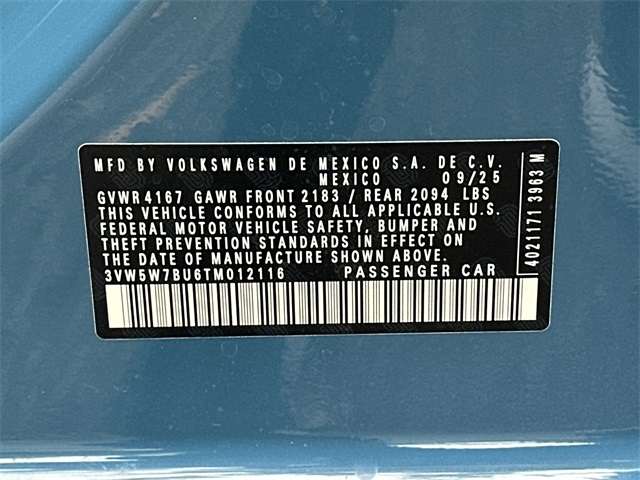 MFD BY VOLKSWAGEN DE MEXICO S.A. DE C.V.
MEXICO 09/25
GVWR 4167 GAWR FRONT 2183 / REAR 2094 LBS
THIS VEHICLE CONFORMS TO ALL APPLICABLE U.S.
FEDERAL MOTOR VEHICLE SAFETY, BUMPER AND
THEFT PREVENTION STANDARDS IN EFFECT ON
THE DATE OF MANUFACTURE SHOWN ABOVE.
3VW5W7BU6TM012116 PASSENGER CAR
40211713963 M